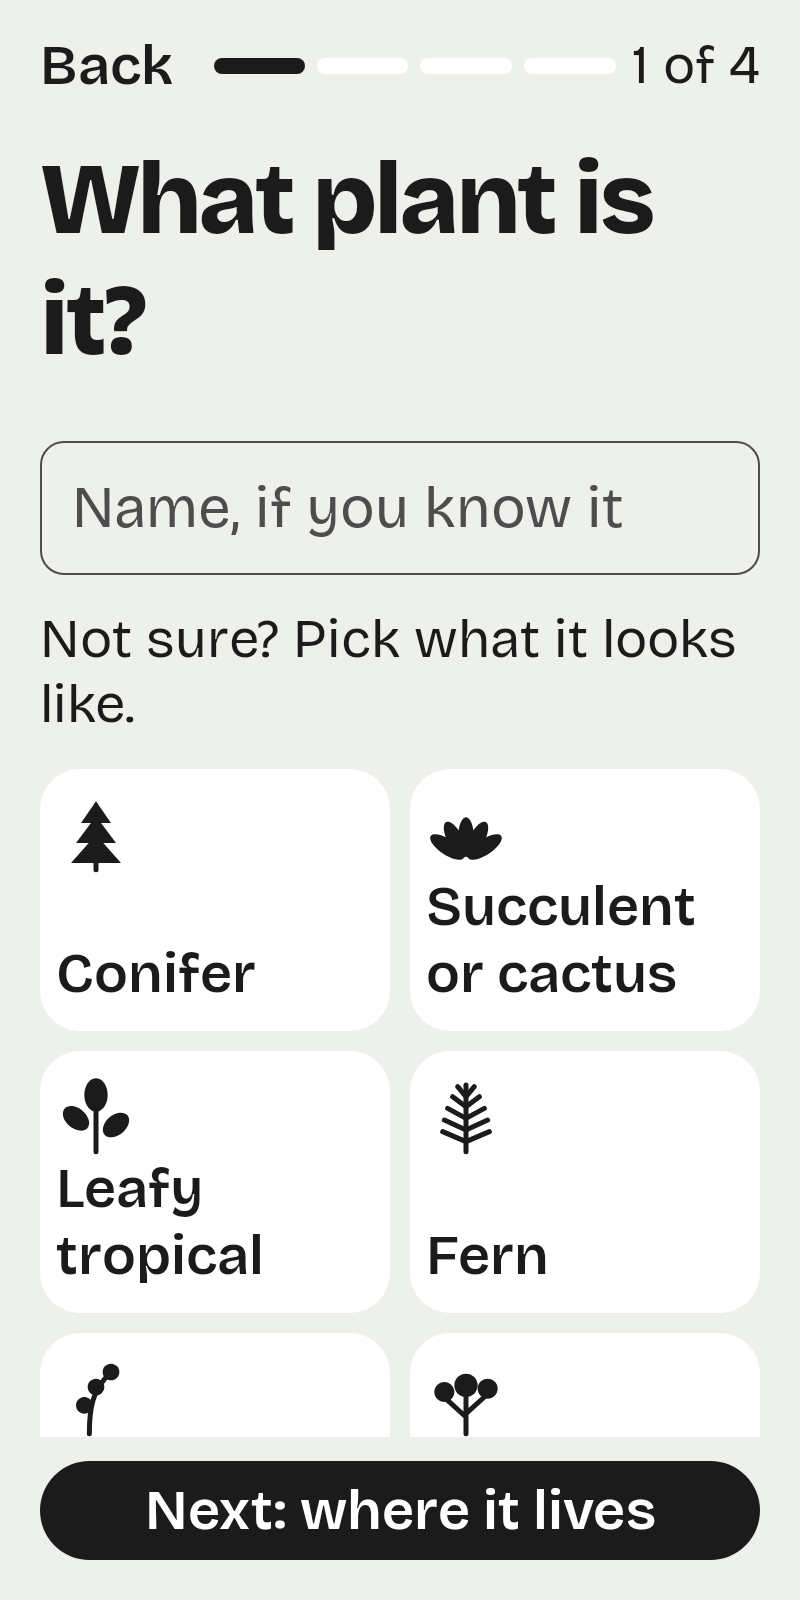 Back
1 of 4
What plant is
it?
Name, if you know it
Not sure? Pick what it looks
like.
Conifer
Succulent
or cactus
Leafy
tropical
Fern
Next: where it lives